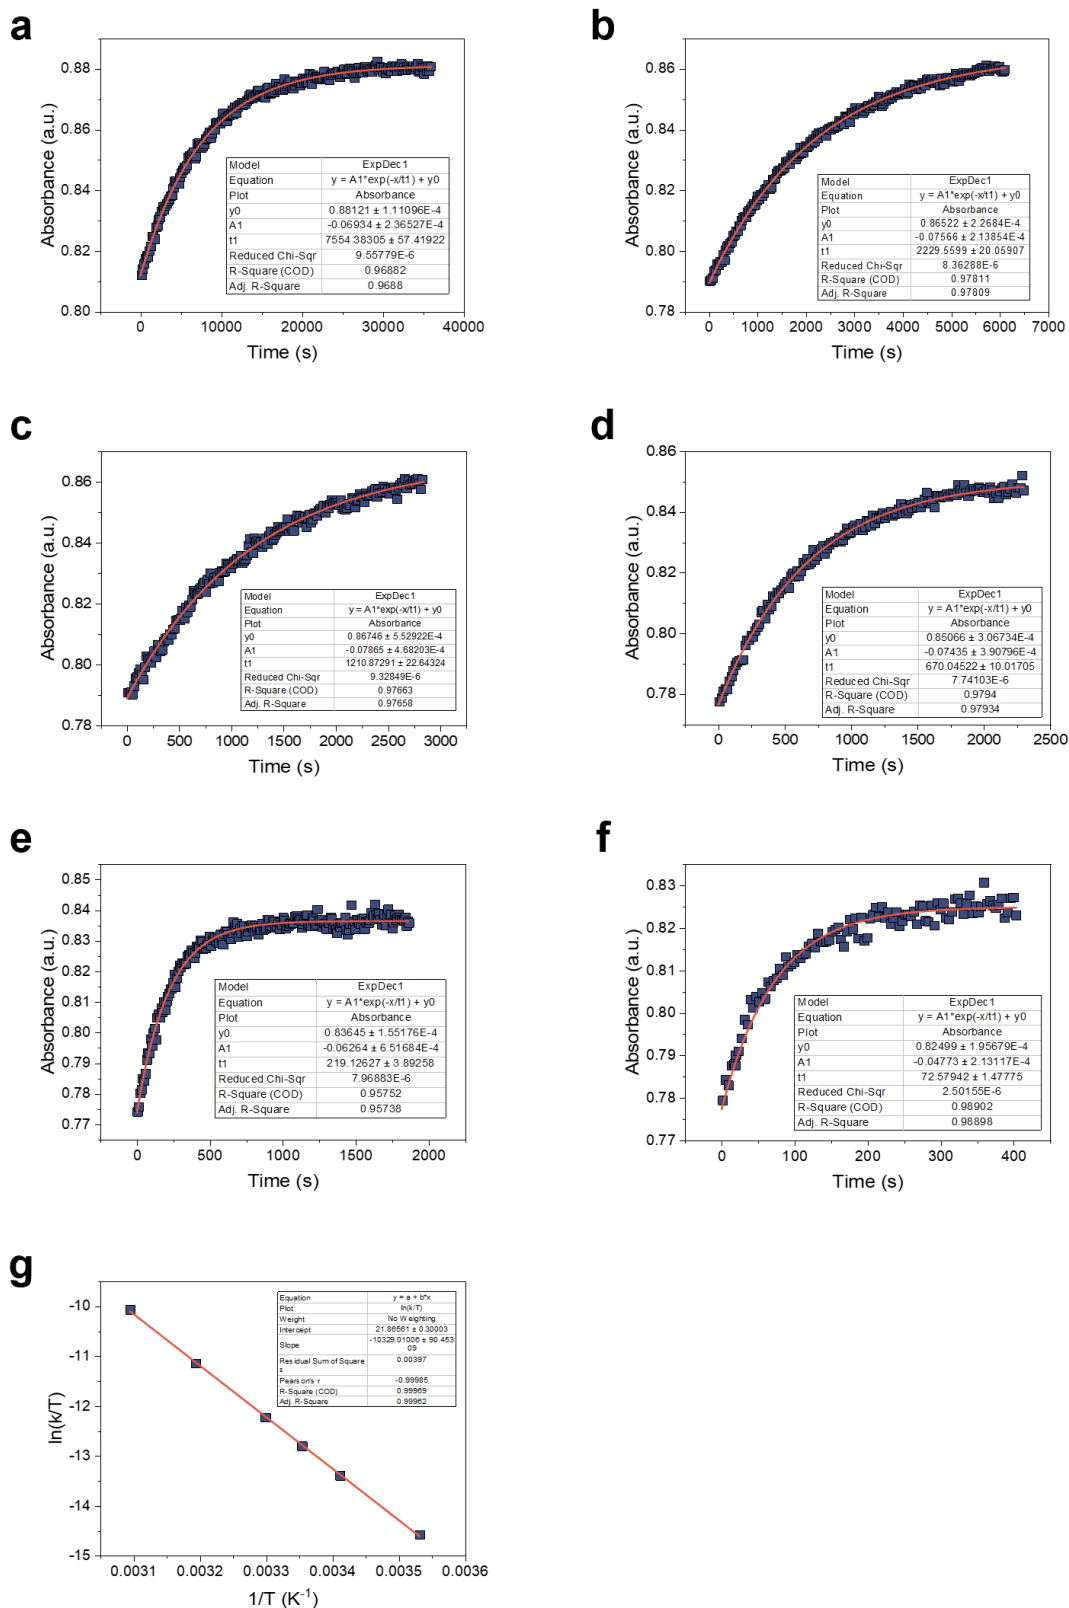 a
0.88
0.86
0.84
0.82
0.80
Absorbance (a.u.)
Model ExpDec1
Equation y = A1*exp(-x/t1) + y0
Plot Absorbance
y0 0.88121 ± 1.11096E-4
A1 -0.06934 ± 2.36527E-4
t1 7554.38305 ± 57.41922
Reduced Chi-Sqr 9.55779E-6
R-Square (COD) 0.96882
Adj. R-Square 0.9688
0 10000 20000 30000 40000
Time (s)
b
0.86
0.84
0.82
0.80
0.78
Absorbance (a.u.)
Model ExpDec1
Equation y = A1*exp(-x/t1) + y0
Plot Absorbance
y0 0.86522 ± 2.2684E-4
A1 -0.07566 ± 2.13854E-4
t1 2229.5599 ± 20.05907
Reduced Chi-Sqr 8.36288E-6
R-Square (COD) 0.97811
Adj. R-Square 0.97809
0 1000 2000 3000 4000 5000 6000 7000
Time (s)
c
0.86
0.84
0.82
0.80
0.78
Absorbance (a.u.)
Model ExpDec1
Equation y = A1*exp(-x/t1) + y0
Plot Absorbance
y0 0.86746 ± 5.52922E-4
A1 -0.07865 ± 4.68203E-4
t1 1210.87291 ± 22.64324
Reduced Chi-Sqr 9.32849E-6
R-Square (COD) 0.97663
Adj. R-Square 0.97658
0 500 1000 1500 2000 2500 3000
Time (s)
d
0.86
0.84
0.82
0.80
0.78
Absorbance (a.u.)
Model ExpDec1
Equation y = A1*exp(-x/t1) + y0
Plot Absorbance
y0 0.85066 ± 3.06734E-4
A1 -0.07435 ± 3.90796E-4
t1 670.04522 ± 10.01705
Reduced Chi-Sqr 7.74103E-6
R-Square (COD) 0.9794
Adj. R-Square 0.97934
0 500 1000 1500 2000 2500
Time (s)
e
0.85
0.84
0.83
0.82
0.81
0.80
0.79
0.78
0.77
Absorbance (a.u.)
Model ExpDec1
Equation y = A1*exp(-x/t1) + y0
Plot Absorbance
y0 0.83645 ± 1.55176E-4
A1 -0.06264 ± 6.51684E-4
t1 219.12627 ± 3.89258
Reduced Chi-Sqr 7.96883E-6
R-Square (COD) 0.95752
Adj. R-Square 0.95738
0 500 1000 1500 2000
Time (s)
f
0.83
0.82
0.81
0.80
0.79
0.78
0.77
Absorbance (a.u.)
Model ExpDec1
Equation y = A1*exp(-x/t1) + y0
Plot Absorbance
y0 0.82499 ± 1.95679E-4
A1 -0.04773 ± 2.13117E-4
t1 72.57942 ± 1.47775
Reduced Chi-Sqr 2.50155E-6
R-Square (COD) 0.98902
Adj. R-Square 0.98898
0 100 200 300 400
Time (s)
g
-10
-11
-12
-13
-14
-15
ln(k/T)
Equation y = a + b*x
Plot ln(k/T)
Weight No Weighting
Intercept 21.86561 ± 0.30003
Slope -10329.01006 ± 90.453
09
Residual Sum of Square
s 0.00397
Pearson's r -0.99985
R-Square (COD) 0.99969
Adj. R-Square 0.99962
0.0031 0.0032 0.0033 0.0034 0.0035 0.0036
1/T (K⁻¹)